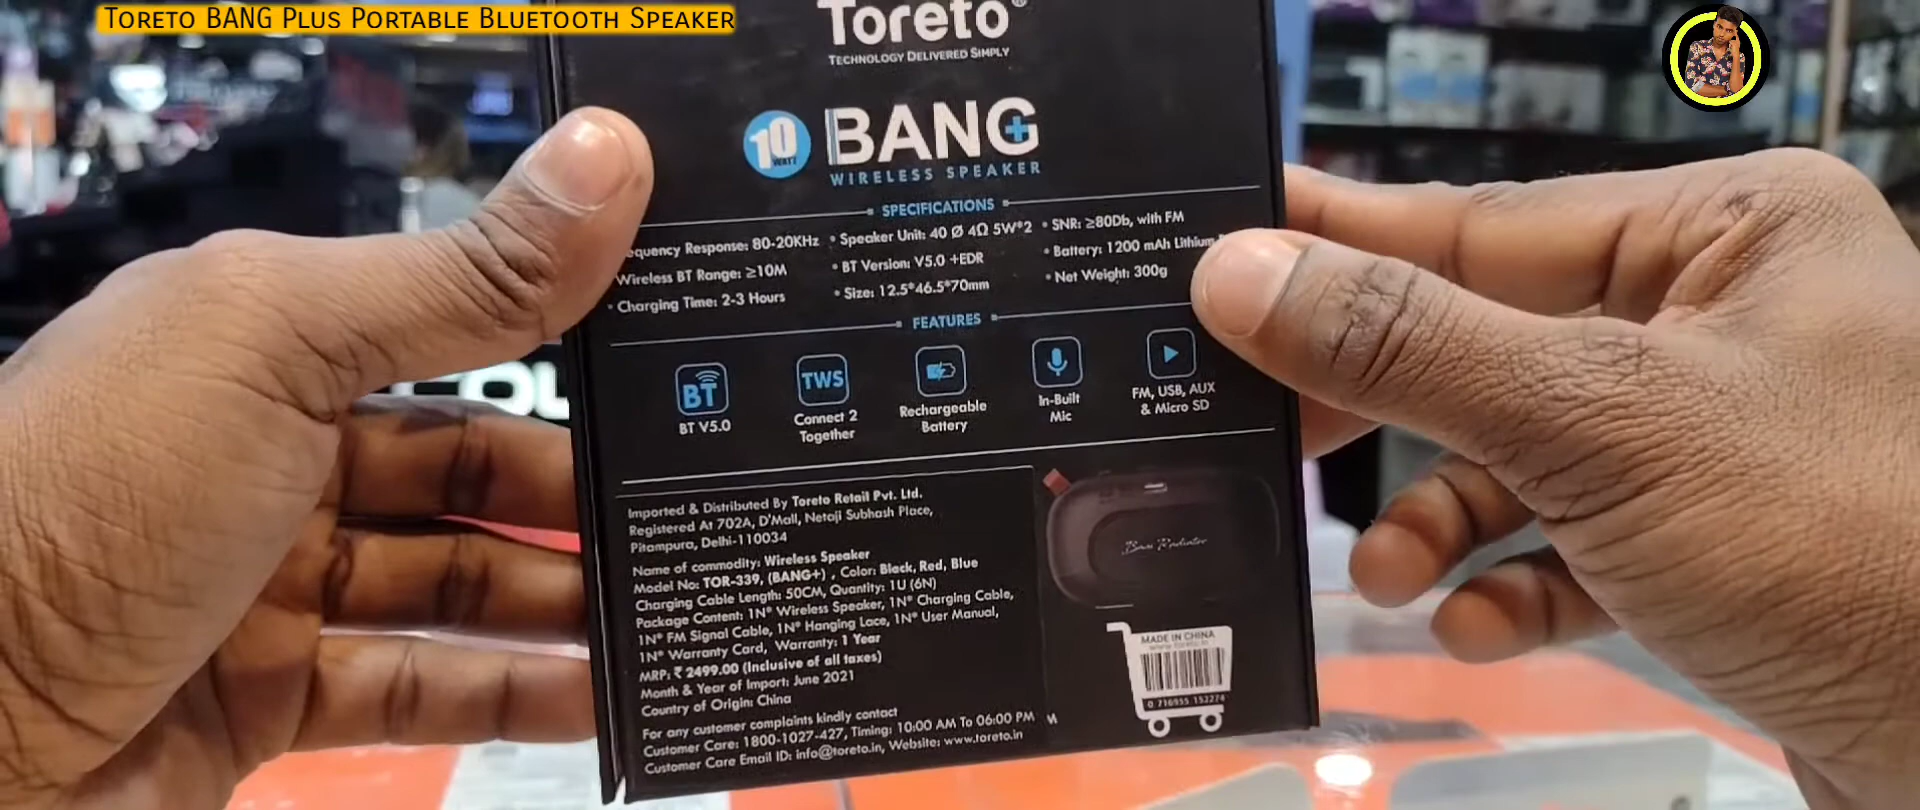 Toreto BANG Plus Portable Bluetooth Speaker
Toreto®
Technology Delivered Simply
10 WATT
BANG+
WIRELESS SPEAKER
SPECIFICATIONS
Response: 80-20KHz
• Speaker Unit: 40 Ø 4Ω 5W*2
• SNR: ≥80Db, with FM
Wireless BT Range: ≥10M
• BT Version: V5.0 +EDR
• Battery: 1200 mAh Lithium
• Charging Time: 2-3 Hours
• Size: 12.5*46.5*70mm
• Net Weight: 300g
FEATURES
BT
BT V5.0
TWS
Connect 2
Together
Rechargeable
Battery
In-Built
Mic
FM, USB, AUX
& Micro SD
Imported & Distributed By Toreto Retail Pvt. Ltd.
Registered At 702A, D'Mall, Netaji Subhash Place,
Pitampura, Delhi-110034
Name of commodity: Wireless Speaker
Model No: TOR-339, (BANG+) , Color: Black, Red, Blue
Charging Cable Length: 50CM, Quantity: 1U (6N)
Package Content: 1N* Wireless Speaker, 1N* Charging Cable,
1N* FM Signal Cable, 1N* Hanging Lace, 1N* User Manual,
1N* Warranty Card, Warranty: 1 Year
MRP: ₹ 2499.00 (Inclusive of all taxes)
Month & Year of Import: June 2021
Country of Origin: China
For any customer complaints kindly contact
Customer Care: 1800-1027-427, Timing: 10:00 AM To 06:00 PM
Customer Care Email ID: info@toreto.in, Website: www.toreto.in
Bass Radiator
MADE IN CHINA
www.toreto.in
0 716955 152274